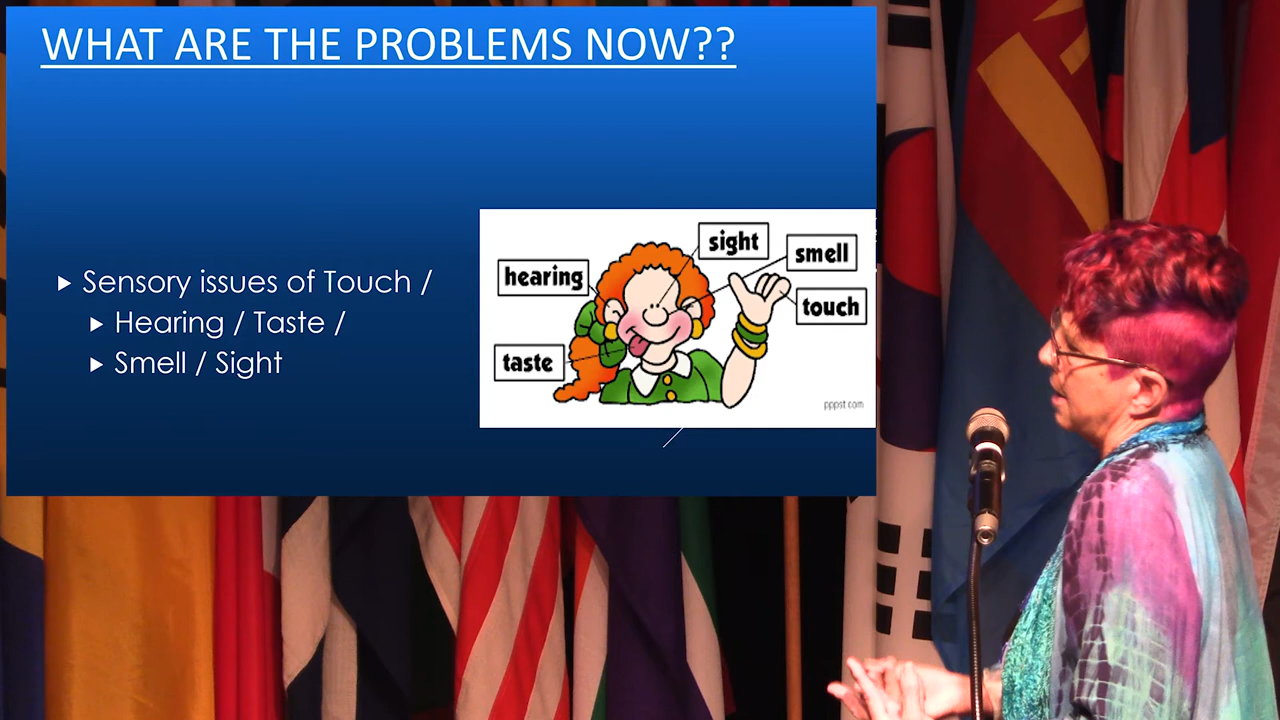 WHAT ARE THE PROBLEMS NOW??
Sensory issues of Touch /
Hearing / Taste /
Smell / Sight
sight
smell
hearing
touch
taste
pppst.com